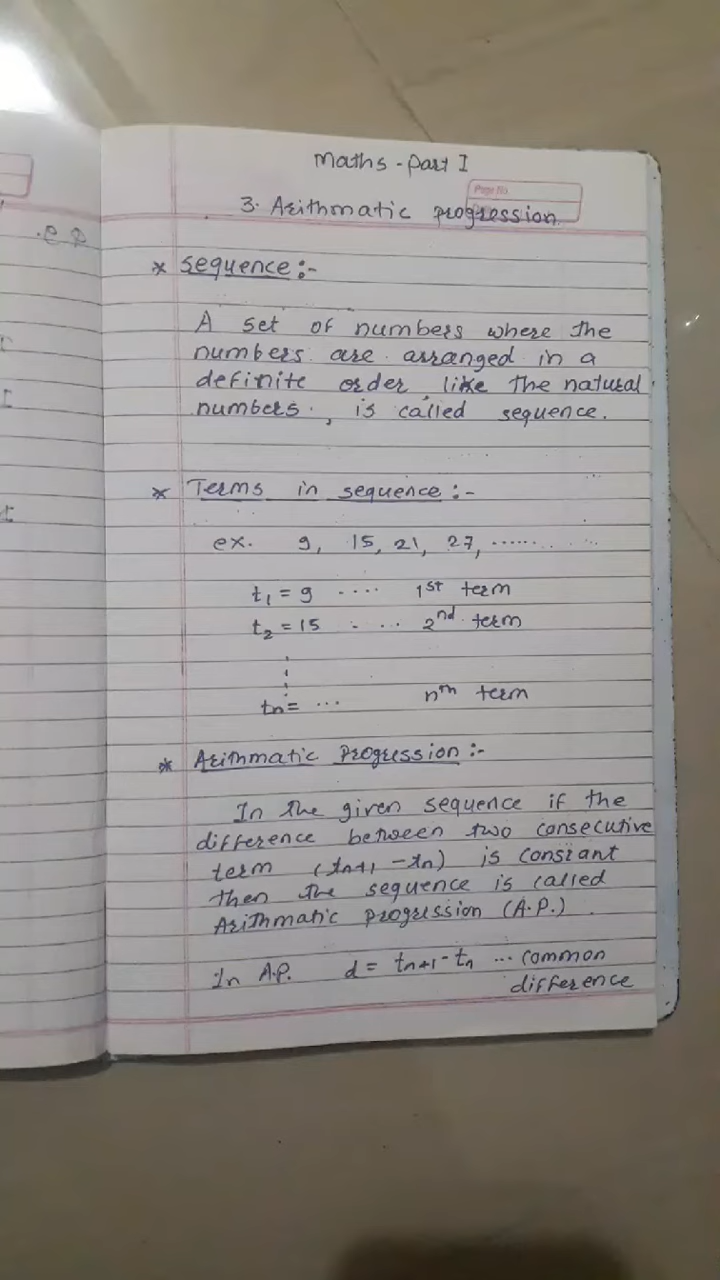 Maths - Part I
Page No.
3. Arithmatic progression
* Sequence :-
A set of numbers where the
numbers are arranged in a
definite order, like the natural
numbers, is called sequence.
* Terms in sequence :-
ex. 9, 15, 21, 27, ......
t₁ = 9 .... 1st term
t₂ = 15 .... 2nd term
tn = ... nth term
* Arithmatic Progression :-
In the given sequence if the
difference between two consecutive
term (tn+1 - tn) is constant
then the sequence is called
Arithmatic progression (A.P.).
In A.P. d = tn+1 - tn ... common
difference